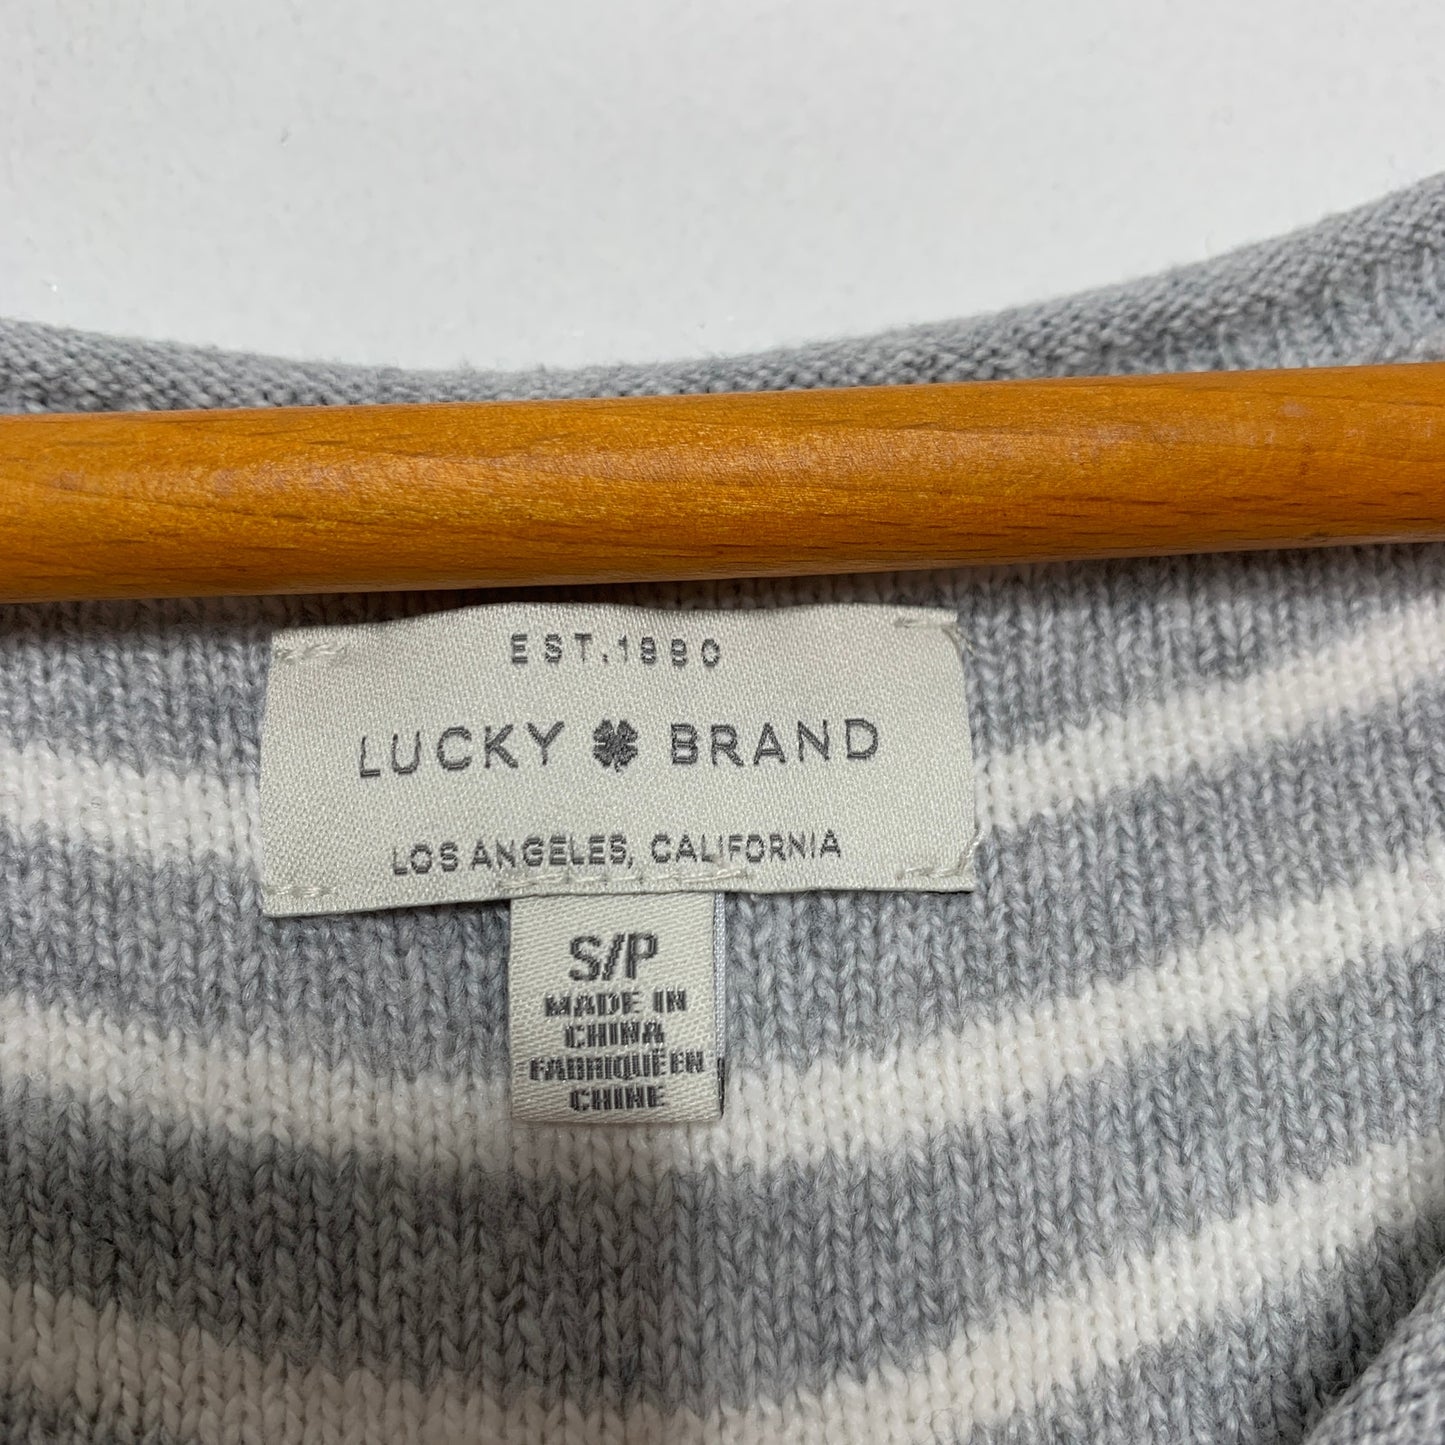 EST.1990
LUCKY BRAND
LOS ANGELES, CALIFORNIA
S/P
MADE IN
CHINA
FABRIQUÉ EN
CHINE